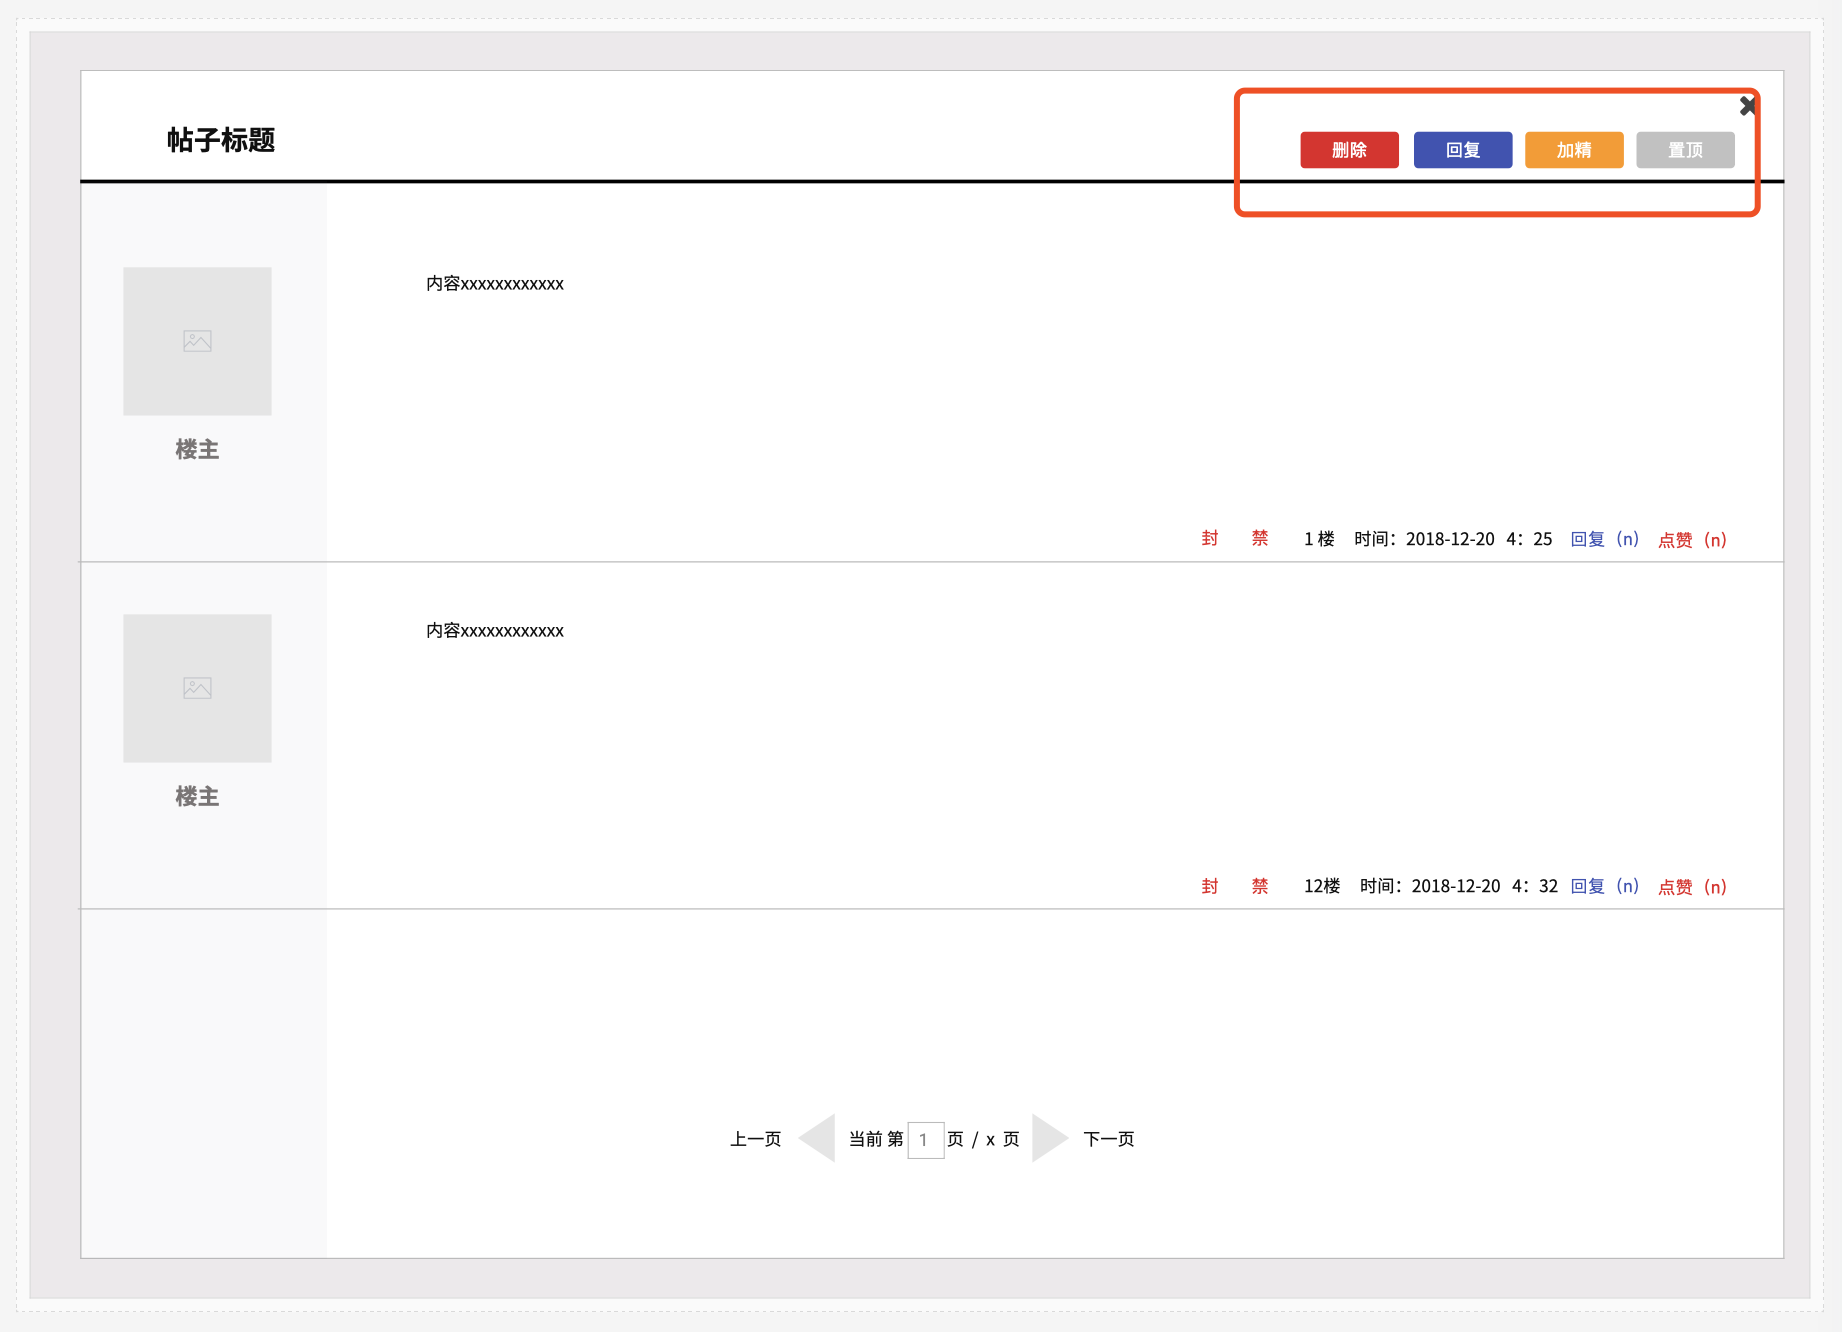 帖子标题
删除 回复 加精 置顶
内容xxxxxxxxxxxx
楼主
封 禁 1 楼 时间：2018-12-20 4：25 回复（n） 点赞（n）
内容xxxxxxxxxxxx
楼主
封 禁 12楼 时间：2018-12-20 4：32 回复（n） 点赞（n）
上一页 当前 第 1 页 / x 页 下一页